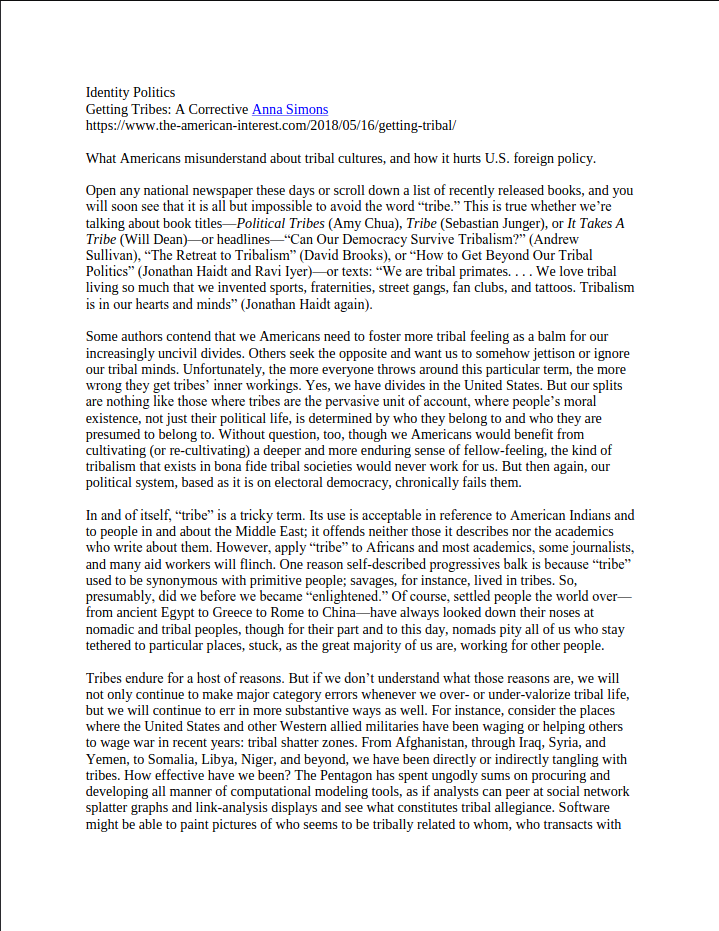 Identity Politics
Getting Tribes: A Corrective Anna Simons
https://www.the-american-interest.com/2018/05/16/getting-tribal/
What Americans misunderstand about tribal cultures, and how it hurts U.S. foreign policy.
Open any national newspaper these days or scroll down a list of recently released books, and you
will soon see that it is all but impossible to avoid the word “tribe.” This is true whether we’re
talking about book titles—Political Tribes (Amy Chua), Tribe (Sebastian Junger), or It Takes A
Tribe (Will Dean)—or headlines—“Can Our Democracy Survive Tribalism?” (Andrew
Sullivan), “The Retreat to Tribalism” (David Brooks), or “How to Get Beyond Our Tribal
Politics” (Jonathan Haidt and Ravi Iyer)—or texts: “We are tribal primates. . . . We love tribal
living so much that we invented sports, fraternities, street gangs, fan clubs, and tattoos. Tribalism
is in our hearts and minds” (Jonathan Haidt again).
Some authors contend that we Americans need to foster more tribal feeling as a balm for our
increasingly uncivil divides. Others seek the opposite and want us to somehow jettison or ignore
our tribal minds. Unfortunately, the more everyone throws around this particular term, the more
wrong they get tribes’ inner workings. Yes, we have divides in the United States. But our splits
are nothing like those where tribes are the pervasive unit of account, where people’s moral
existence, not just their political life, is determined by who they belong to and who they are
presumed to belong to. Without question, too, though we Americans would benefit from
cultivating (or re-cultivating) a deeper and more enduring sense of fellow-feeling, the kind of
tribalism that exists in bona fide tribal societies would never work for us. But then again, our
political system, based as it is on electoral democracy, chronically fails them.
In and of itself, “tribe” is a tricky term. Its use is acceptable in reference to American Indians and
to people in and about the Middle East; it offends neither those it describes nor the academics
who write about them. However, apply “tribe” to Africans and most academics, some journalists,
and many aid workers will flinch. One reason self-described progressives balk is because “tribe”
used to be synonymous with primitive people; savages, for instance, lived in tribes. So,
presumably, did we before we became “enlightened.” Of course, settled people the world over—
from ancient Egypt to Greece to Rome to China—have always looked down their noses at
nomadic and tribal peoples, though for their part and to this day, nomads pity all of us who stay
tethered to particular places, stuck, as the great majority of us are, working for other people.
Tribes endure for a host of reasons. But if we don’t understand what those reasons are, we will
not only continue to make major category errors whenever we over- or under-valorize tribal life,
but we will continue to err in more substantive ways as well. For instance, consider the places
where the United States and other Western allied militaries have been waging or helping others
to wage war in recent years: tribal shatter zones. From Afghanistan, through Iraq, Syria, and
Yemen, to Somalia, Libya, Niger, and beyond, we have been directly or indirectly tangling with
tribes. How effective have we been? The Pentagon has spent ungodly sums on procuring and
developing all manner of computational modeling tools, as if analysts can peer at social network
splatter graphs and link-analysis displays and see what constitutes tribal allegiance. Software
might be able to paint pictures of who seems to be tribally related to whom, who transacts with